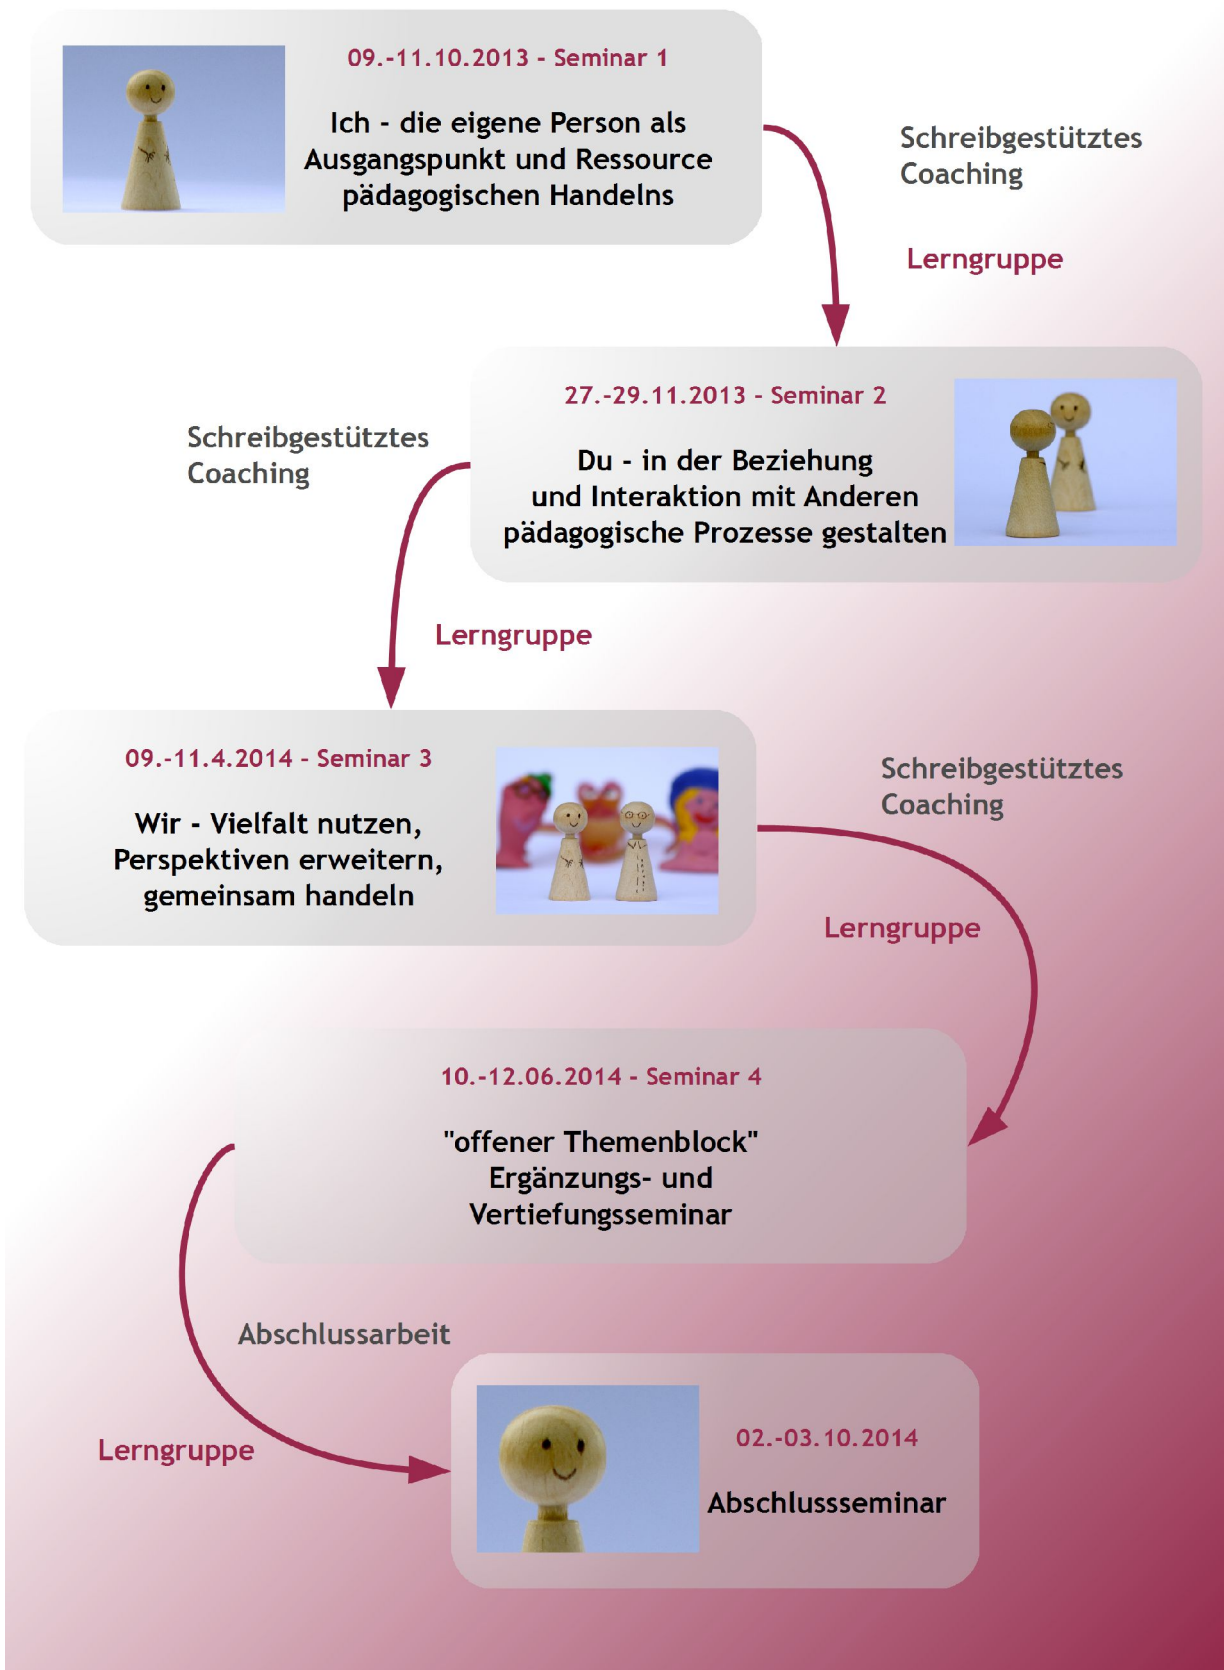 09.-11.10.2013 - Seminar 1
Ich - die eigene Person als
Ausgangspunkt und Ressource
pädagogischen Handelns
Schreibgestütztes
Coaching
Lerngruppe
27.-29.11.2013 - Seminar 2
Du - in der Beziehung
und Interaktion mit Anderen
pädagogische Prozesse gestalten
Schreibgestütztes
Coaching
Lerngruppe
09.-11.4.2014 - Seminar 3
Wir - Vielfalt nutzen,
Perspektiven erweitern,
gemeinsam handeln
Schreibgestütztes
Coaching
Lerngruppe
10.-12.06.2014 - Seminar 4
"offener Themenblock"
Ergänzungs- und
Vertiefungsseminar
Abschlussarbeit
Lerngruppe
02.-03.10.2014
Abschlussseminar